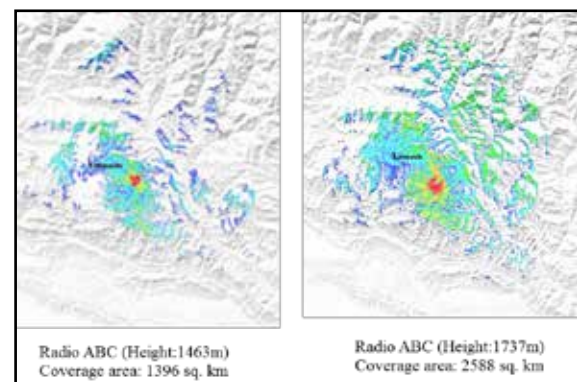 Radio ABC (Height:1463m)
Coverage area: 1396 sq. km
Radio ABC (Height:1737m)
Coverage area: 2588 sq. km